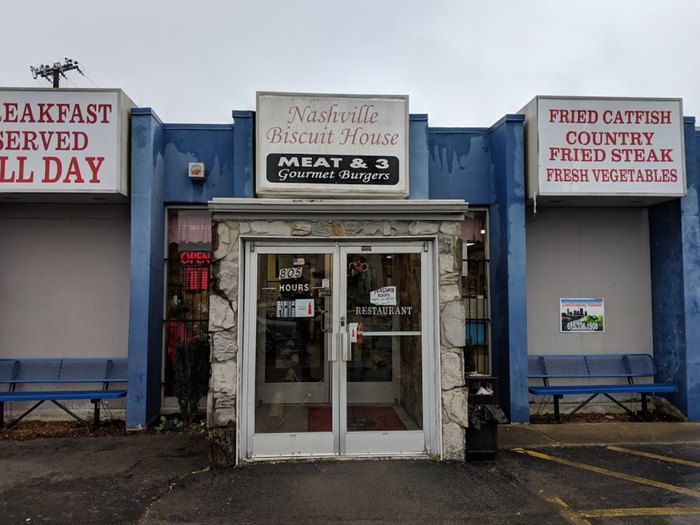 LEAKFAST
SERVED
LL DAY
Nashville
Biscuit House
MEAT & 3
Gourmet Burgers
FRIED CATFISH
COUNTRY
FRIED STEAK
FRESH VEGETABLES
OPEN
805
HOURS
RESTAURANT